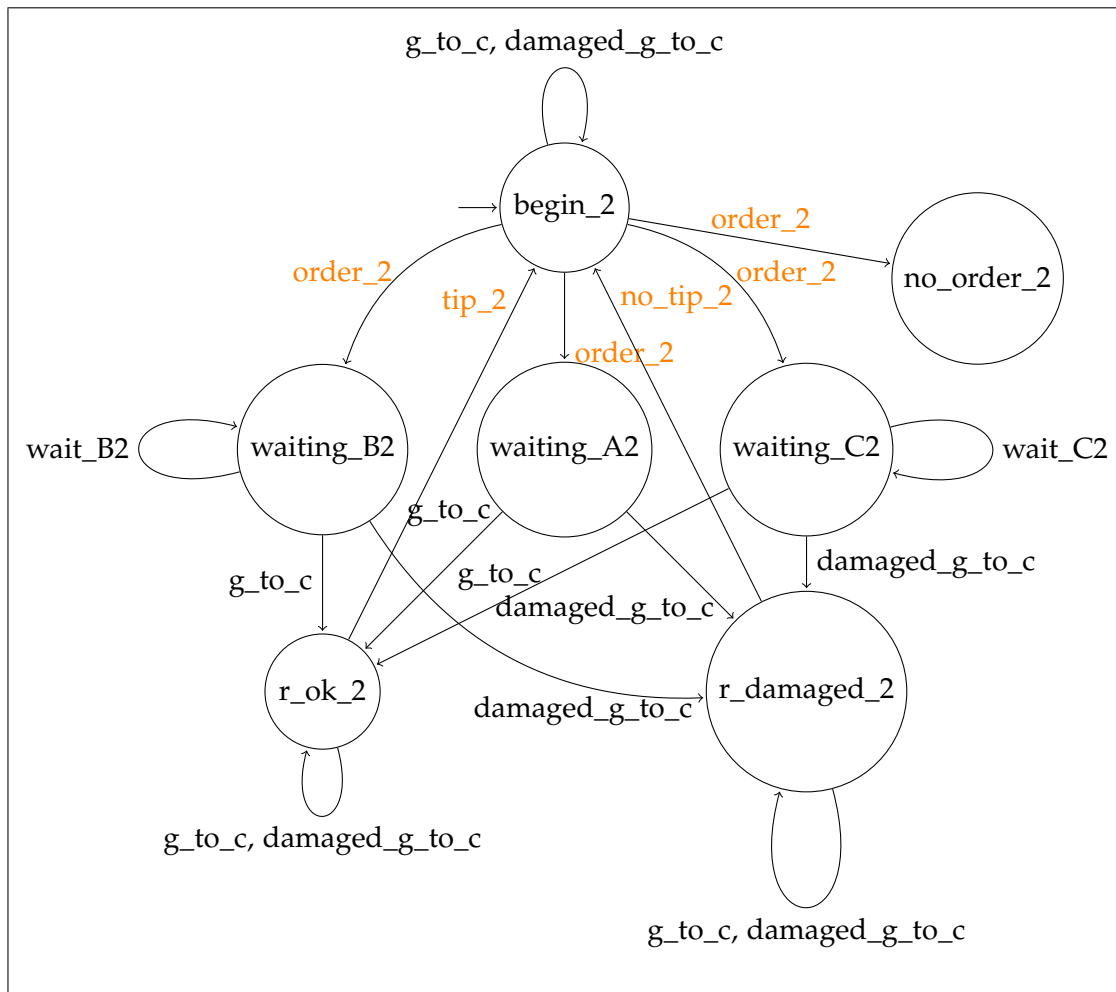 g_to_c, damaged_g_to_c
begin_2
order_2
no_order_2
order_2
order_2
tip_2
no_tip_2
order_2
wait_B2
waiting_B2
waiting_A2
waiting_C2
wait_C2
g_to_c
g_to_c
g_to_c
damaged_g_to_c
damaged_g_to_c
r_ok_2
r_damaged_2
damaged_g_to_c
g_to_c, damaged_g_to_c
g_to_c, damaged_g_to_c